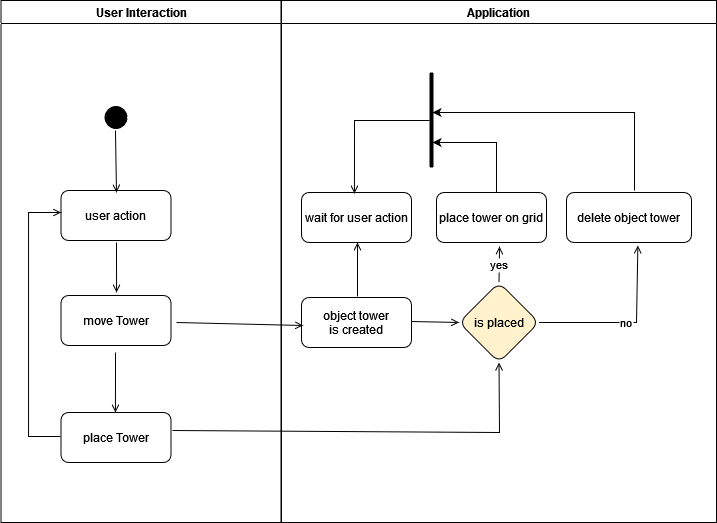 User Interaction
Application
user action
wait for user action
place tower on grid
delete object tower
yes
move Tower
object tower
is created
is placed
no
place Tower